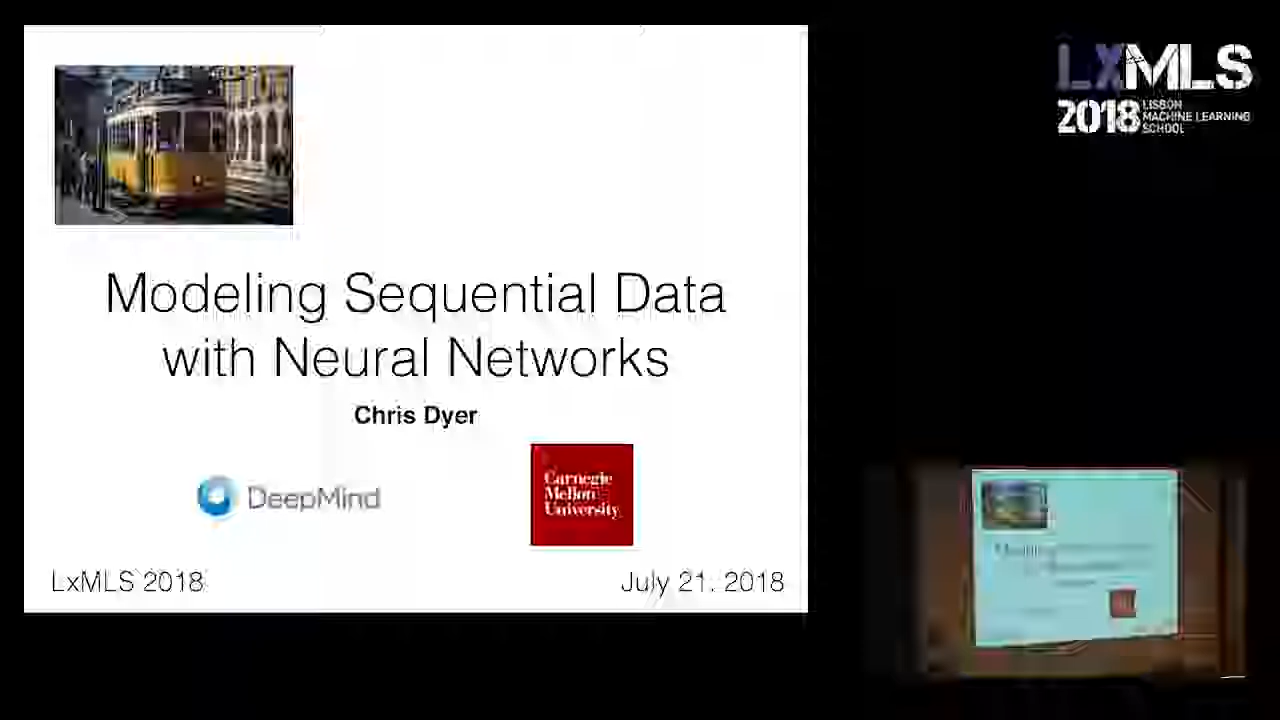 Modeling Sequential Data
with Neural Networks
Chris Dyer
DeepMind
Carnegie
Mellon
University
LxMLS 2018
July 21, 2018
LXMLS
2018 LISBON
MACHINE LEARNING
SCHOOL